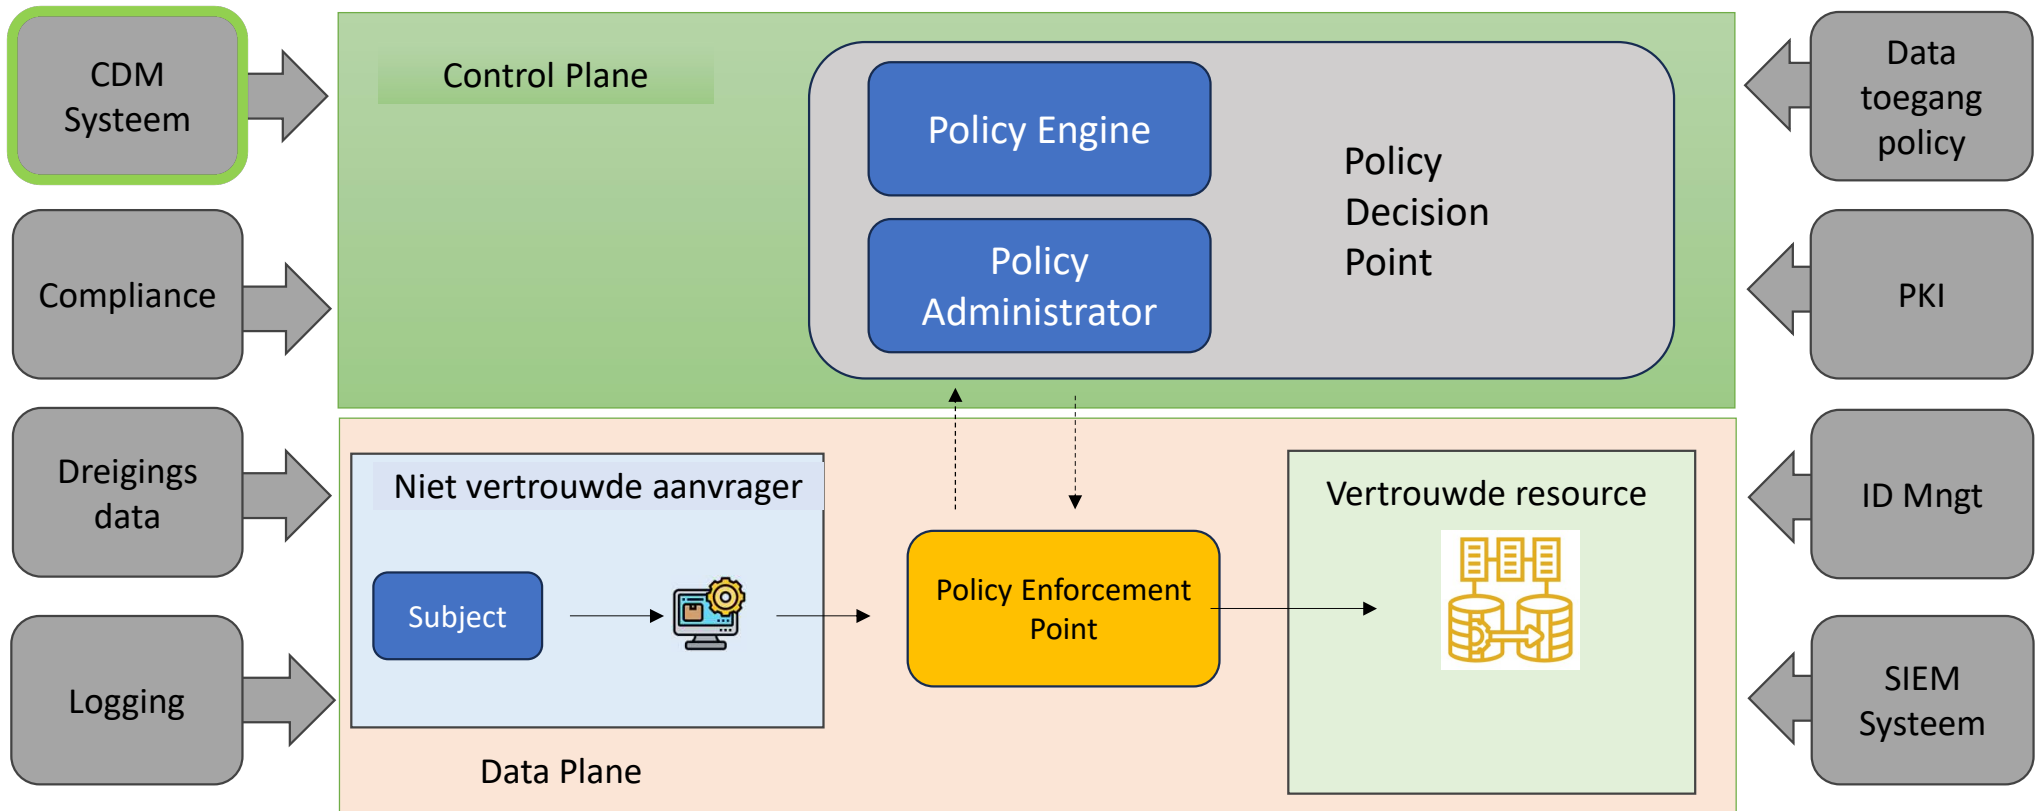 CDM
Systeem
Compliance
Dreigings
data
Logging
Control Plane
Policy Engine
Policy
Administrator
Policy
Decision
Point
Niet vertrouwde aanvrager
Subject
Policy Enforcement
Point
Vertrouwde resource
Data Plane
Data
toegang
policy
PKI
ID Mngt
SIEM
Systeem